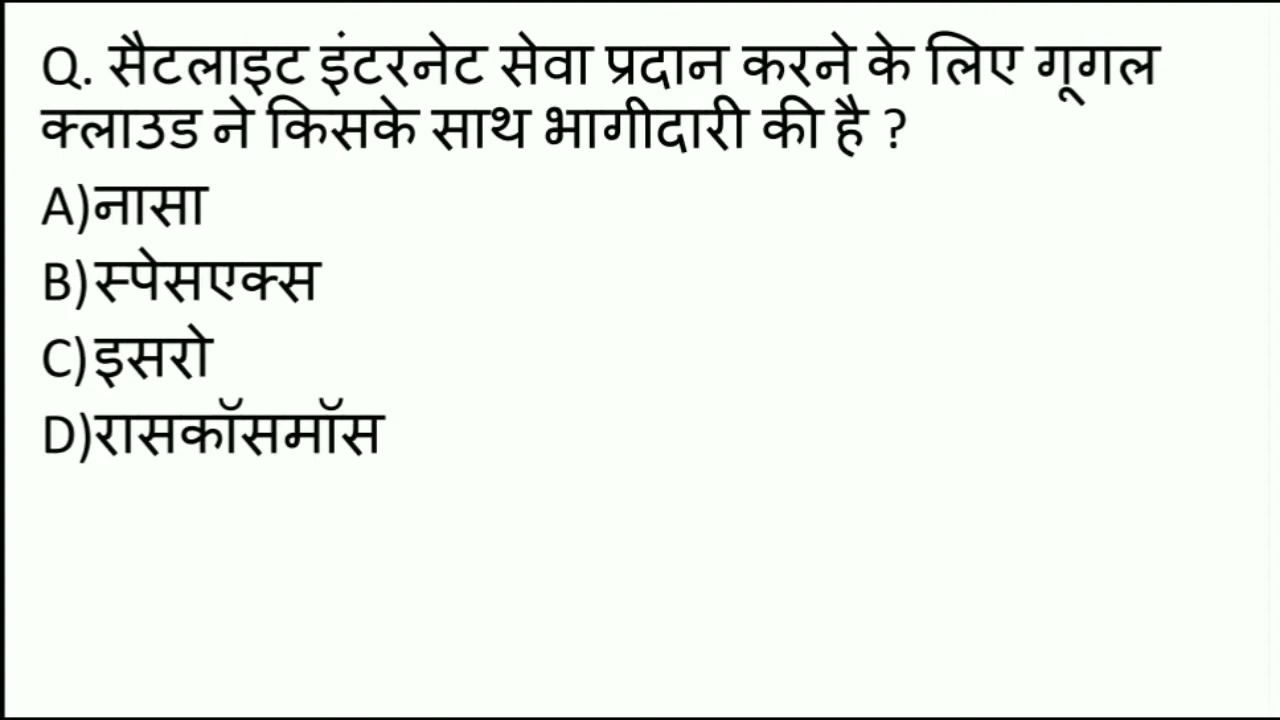 Q. सैटलाइट इंटरनेट सेवा प्रदान करने के लिए गूगल
क्लाउड ने किसके साथ भागीदारी की है ?
A)नासा
B)स्पेसएक्स
C)इसरो
D)रासकॉसमॉस